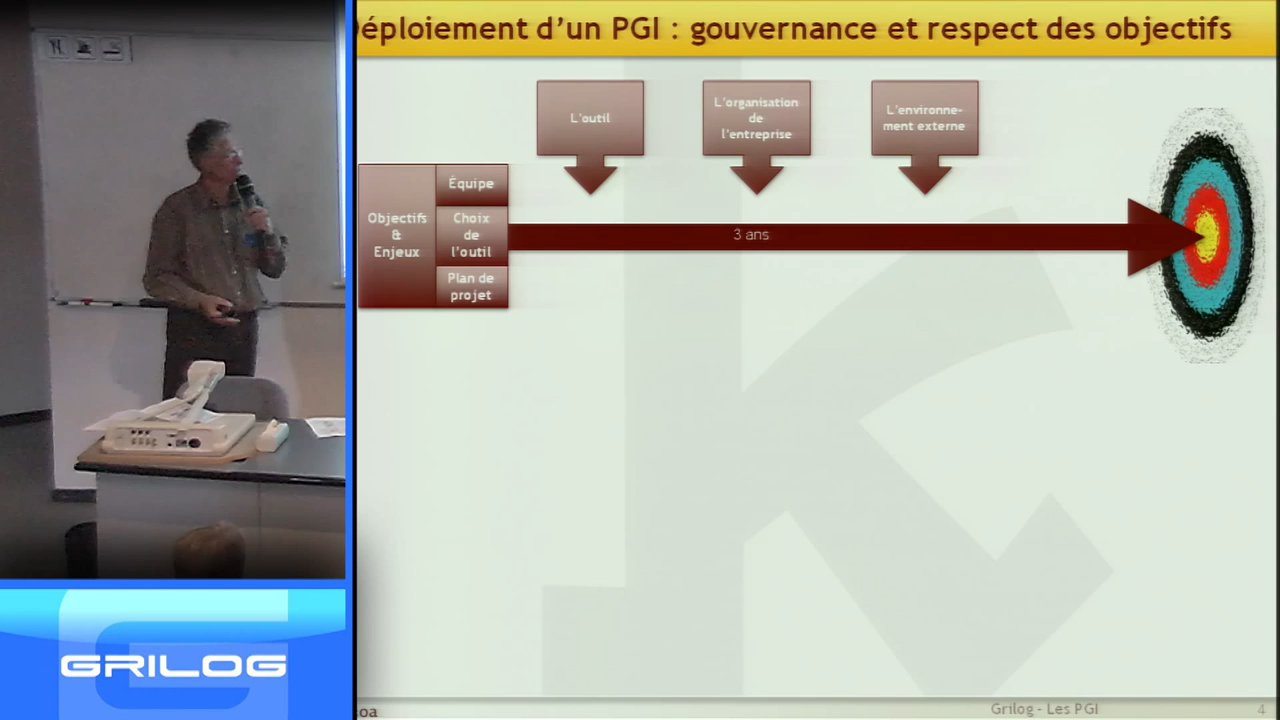 Déploiement d'un PGI : gouvernance et respect des objectifs
L'outil
L'organisation
de
l'entreprise
L'environne-
ment externe
Objectifs
&
Enjeux
Équipe
Choix
de
l'outil
Plan de
projet
3 ans
GRILOG
oa
Grilog - Les PGI
4